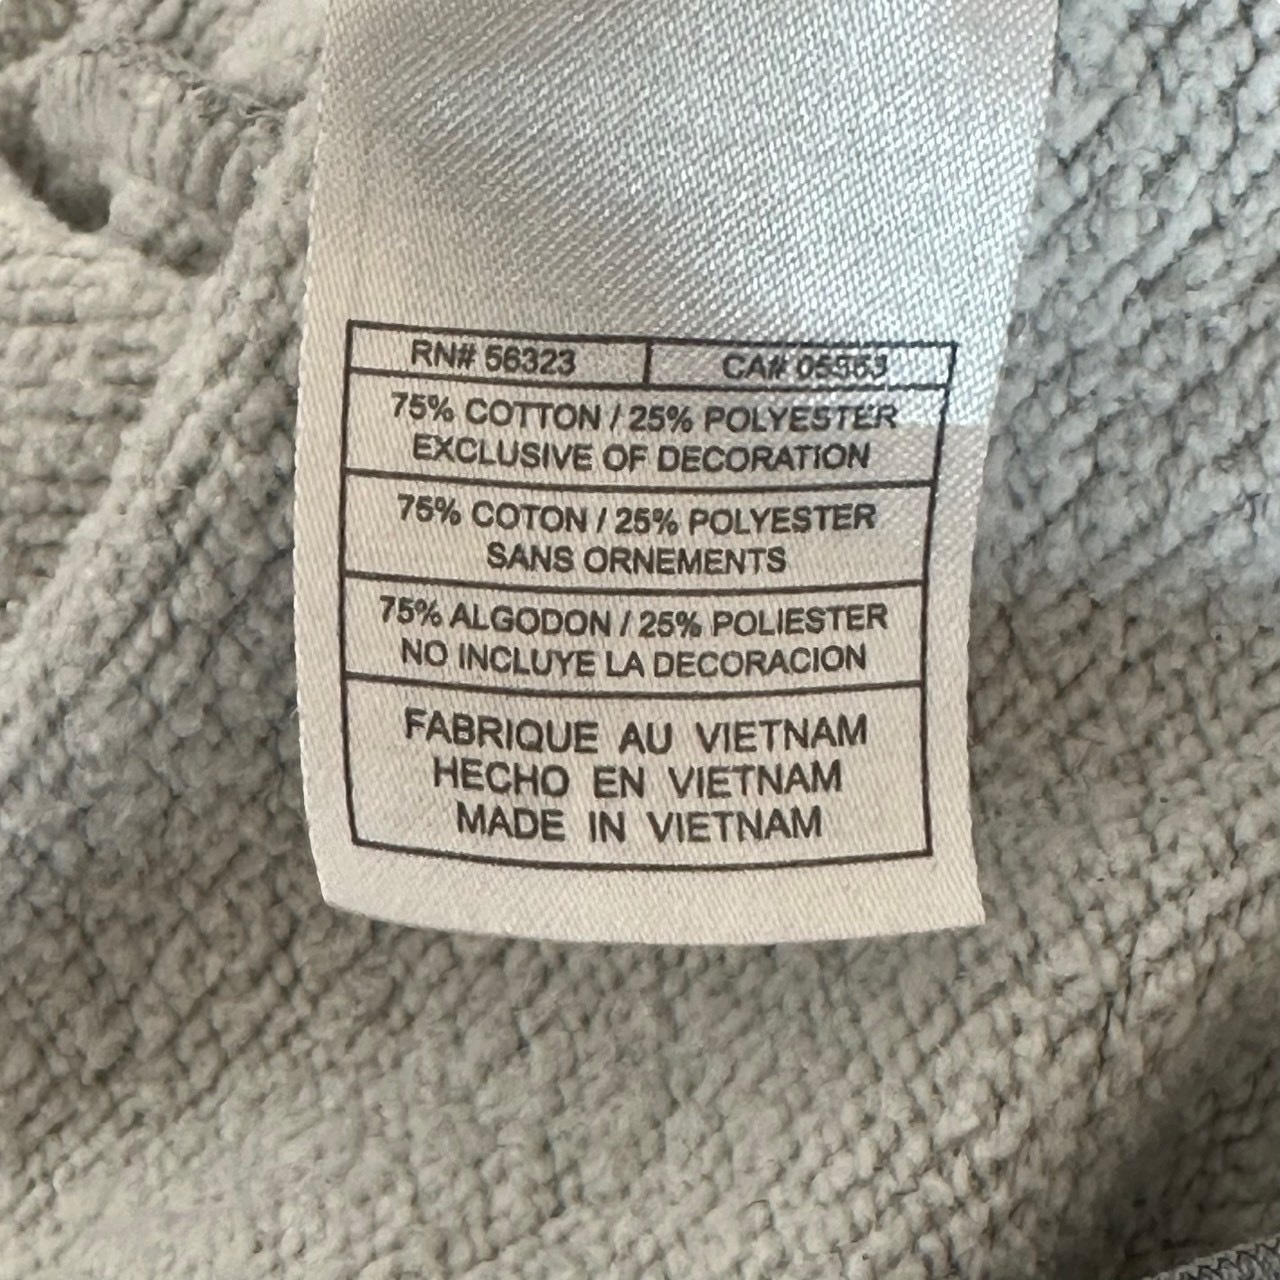 RN# 56323 CA# 05553
75% COTTON / 25% POLYESTER
EXCLUSIVE OF DECORATION
75% COTON / 25% POLYESTER
SANS ORNEMENTS
75% ALGODON / 25% POLIESTER
NO INCLUYE LA DECORACION
FABRIQUE AU VIETNAM
HECHO EN VIETNAM
MADE IN VIETNAM